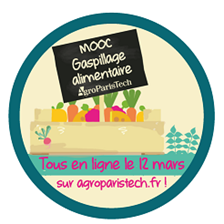 MOOC
Gaspillage
alimentaire
AgroParisTech
Tous en ligne le 12 mars
sur agroparistech.fr !